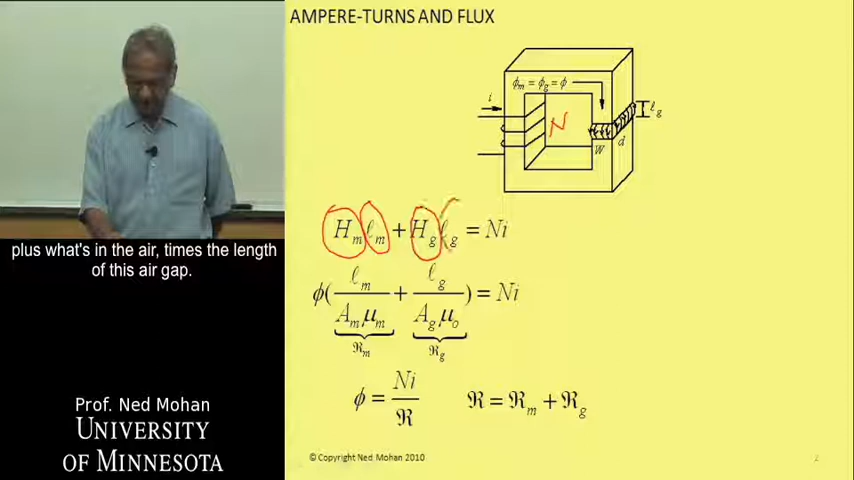 AMPERE-TURNS AND FLUX
ϕm = ϕg = ϕ
i
N
ℓg
W
d
Hmℓm + Hgℓg = Ni
ϕ(ℓm/(Amμm) + ℓg/(Agμo)) = Ni
ℜm ℜg
ϕ = Ni/ℜ ℜ = ℜm + ℜg
plus what's in the air, times the length
of this air gap.
Prof. Ned Mohan
UNIVERSITY
OF MINNESOTA
© Copyright Ned Mohan 2010
2